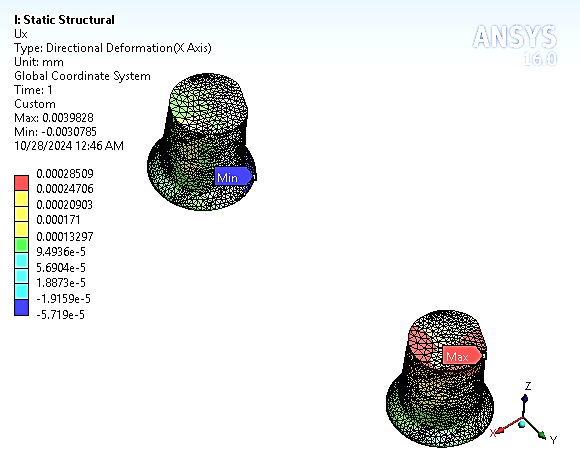 I: Static Structural
Ux
Type: Directional Deformation(X Axis)
Unit: mm
Global Coordinate System
Time: 1
Custom
Max: 0.0039828
Min: -0.0030785
10/28/2024 12:46 AM
ANSYS
16.0
0.00028509
0.00024706
0.00020903
0.000171
0.00013297
9.4936e-5
5.6904e-5
1.8873e-5
-1.9159e-5
-5.719e-5
Min
Max
Z
X
Y